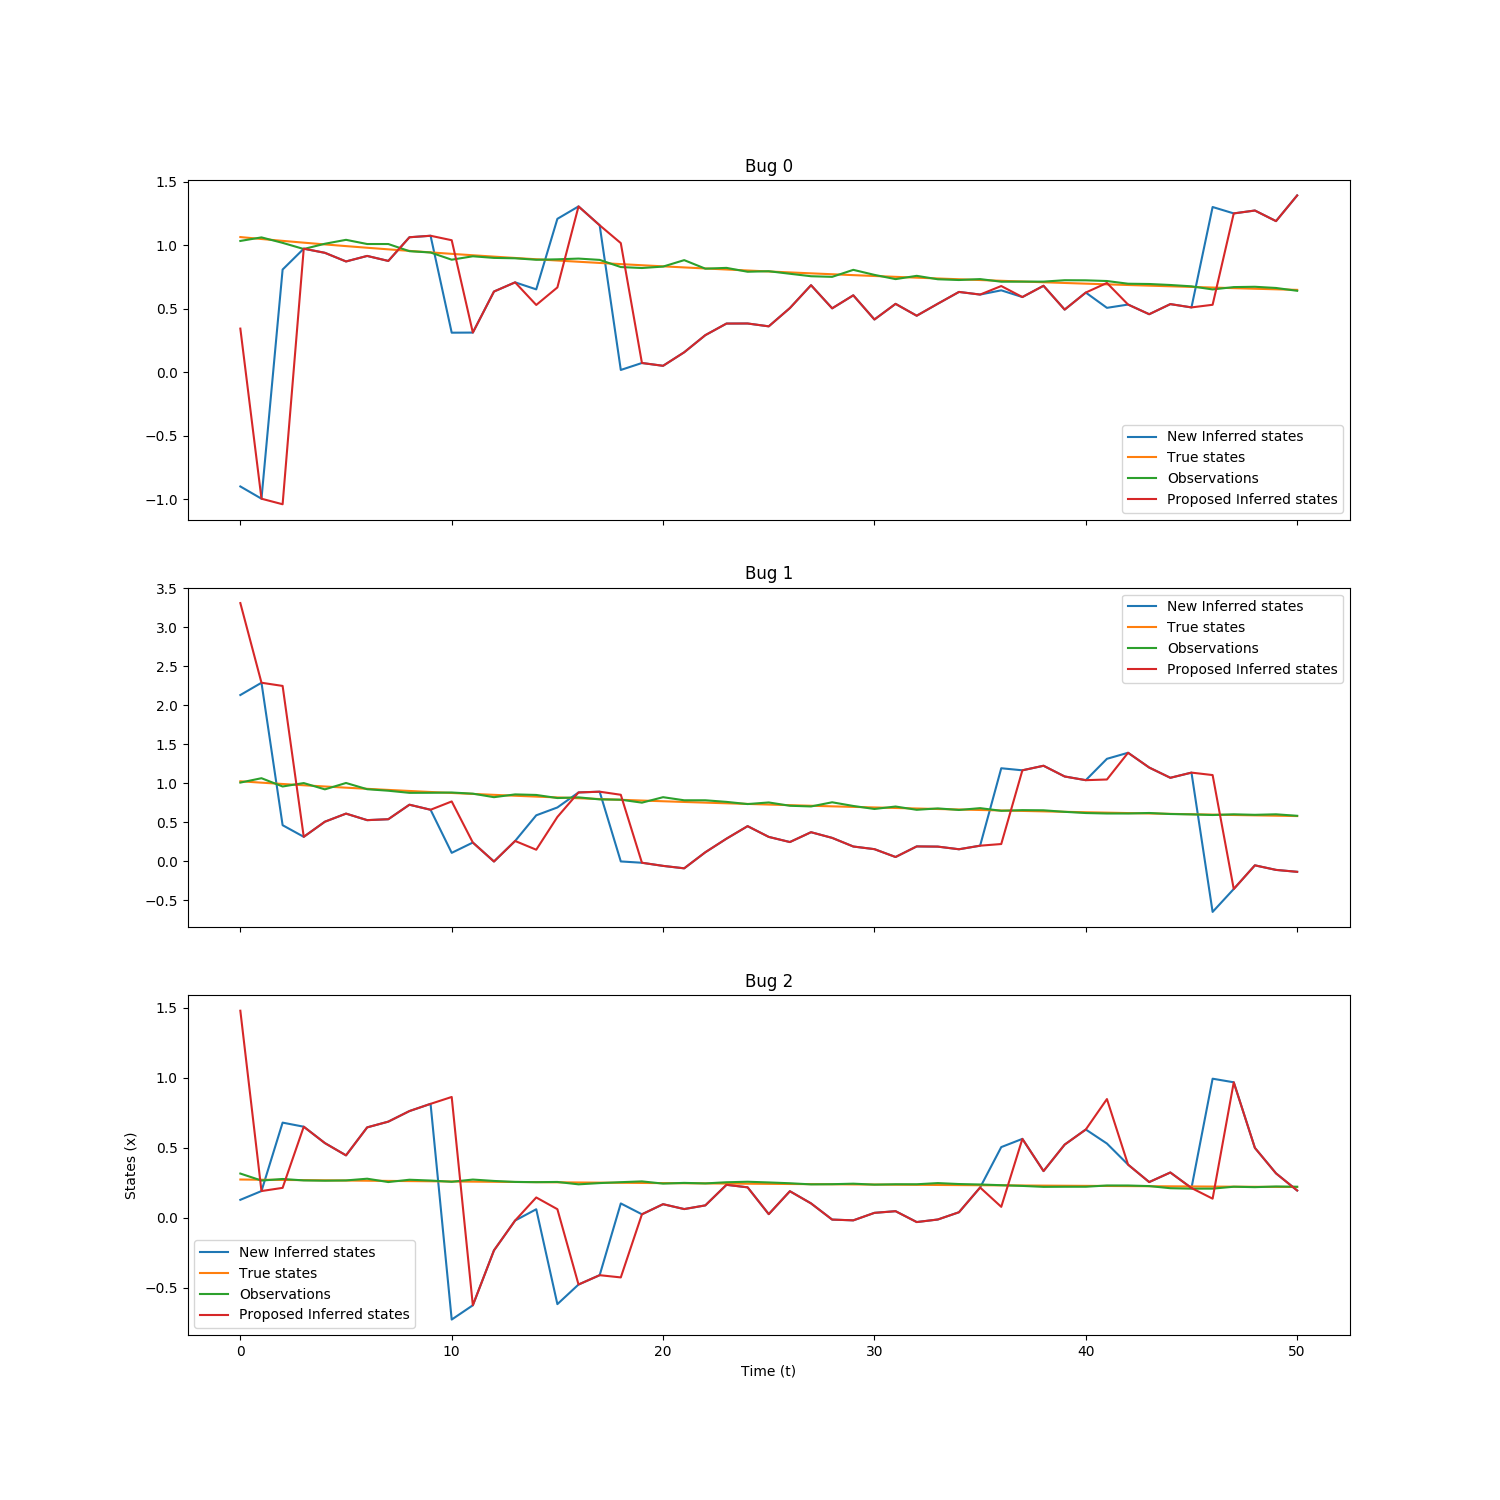 Bug 0
1.5
1.0
0.5
0.0
−0.5
−1.0
New Inferred states
True states
Observations
Proposed Inferred states
Bug 1
3.5
3.0
2.5
2.0
1.5
1.0
0.5
0.0
−0.5
New Inferred states
True states
Observations
Proposed Inferred states
Bug 2
States (x)
1.5
1.0
0.5
0.0
−0.5
New Inferred states
True states
Observations
Proposed Inferred states
0 10 20 30 40 50
Time (t)